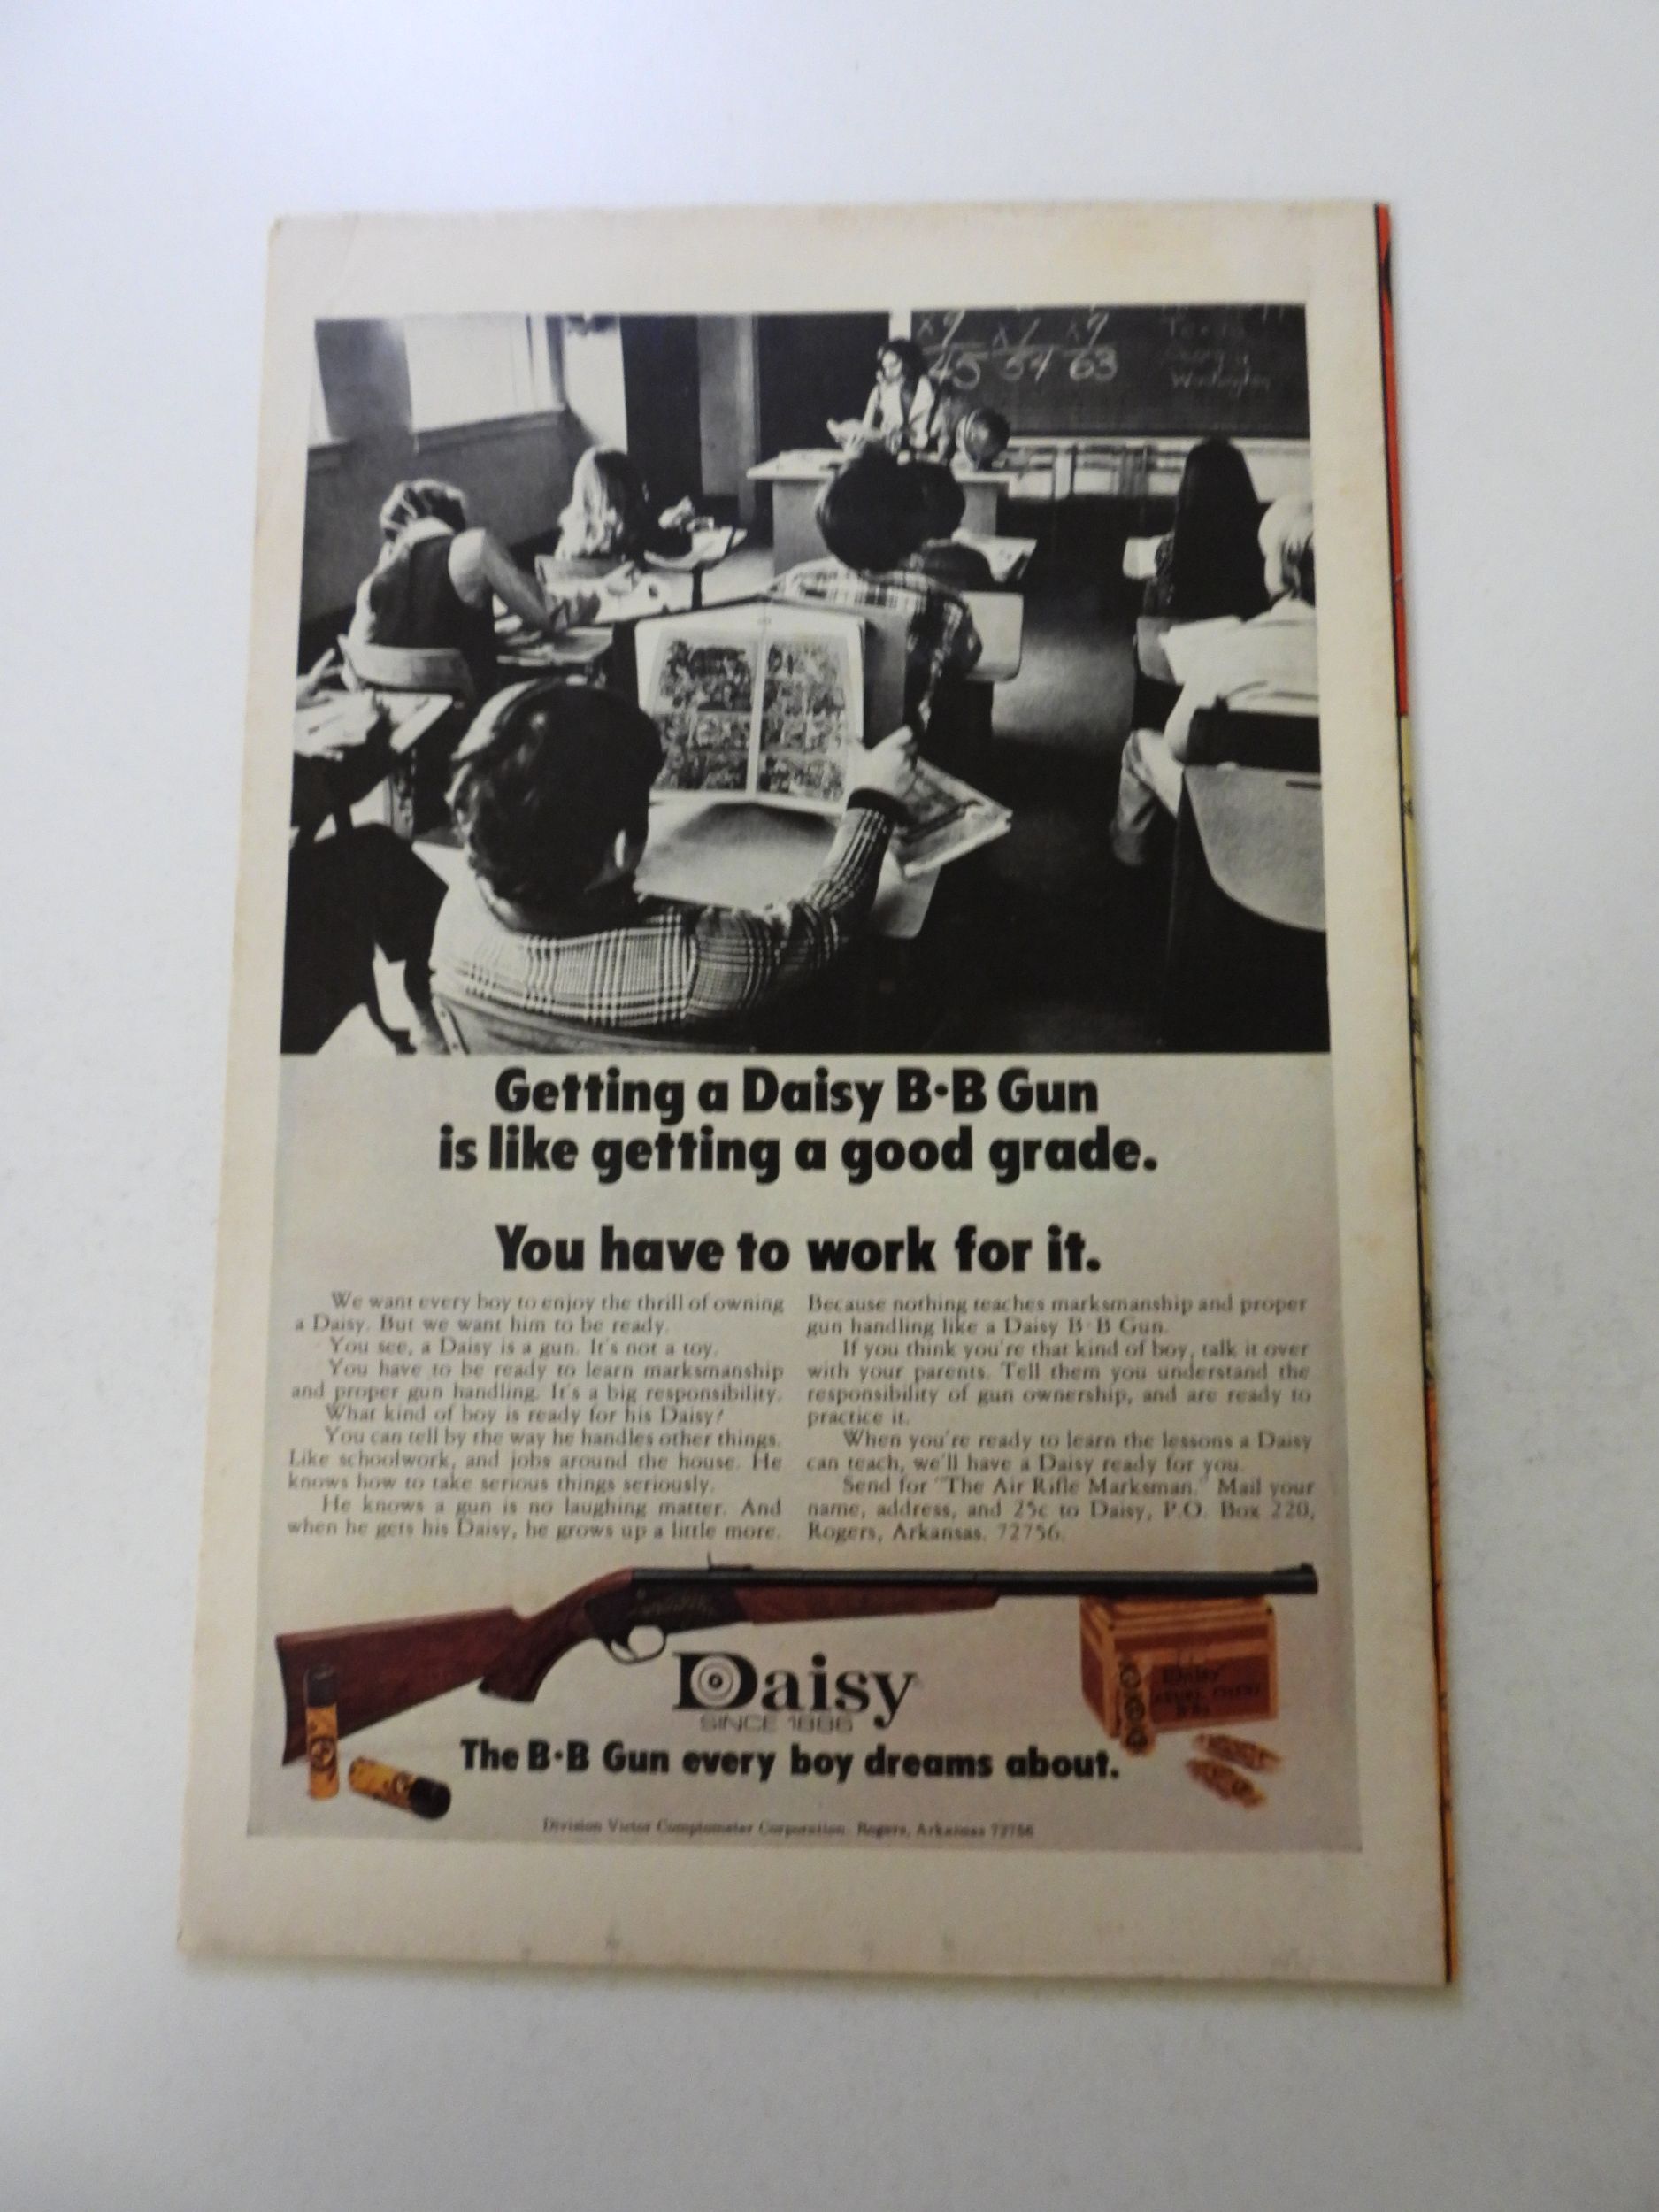 x9 x9 x9
45 54 63
Texas
Georgia
Washington
Getting a Daisy B·B Gun
is like getting a good grade.
You have to work for it.
We want every boy to enjoy the thrill of owning
a Daisy. But we want him to be ready.
You see, a Daisy is a gun. It's not a toy.
You have to be ready to learn marksmanship
and proper gun handling. It's a big responsibility.
What kind of boy is ready for his Daisy?
You can tell by the way he handles other things.
Like schoolwork, and jobs around the house. He
knows how to take serious things seriously.
He knows a gun is no laughing matter. And
when he gets his Daisy, he grows up a little more.
Because nothing teaches marksmanship and proper
gun handling like a Daisy B·B Gun.
If you think you're that kind of boy, talk it over
with your parents. Tell them you understand the
responsibility of gun ownership, and are ready to
practice it.
When you're ready to learn the lessons a Daisy
can teach, we'll have a Daisy ready for you.
Send for "The Air Rifle Marksman." Mail your
name, address, and 25c to Daisy, P.O. Box 220,
Rogers, Arkansas. 72756.
Daisy
SINCE 1886
The B·B Gun every boy dreams about.
Division Victor Comptometer Corporation. Rogers, Arkansas 72756